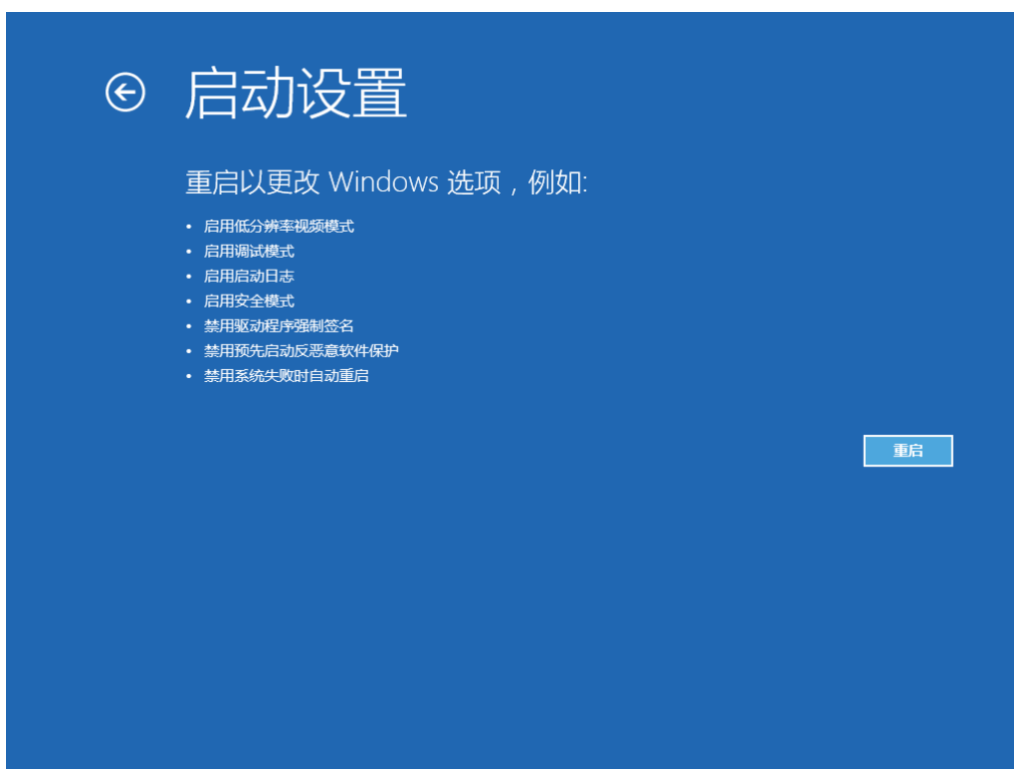 启动设置
重启以更改 Windows 选项，例如:
• 启用低分辨率视频模式
• 启用调试模式
• 启用启动日志
• 启用安全模式
• 禁用驱动程序强制签名
• 禁用预先启动反恶意软件保护
• 禁用系统失败时自动重启
重启